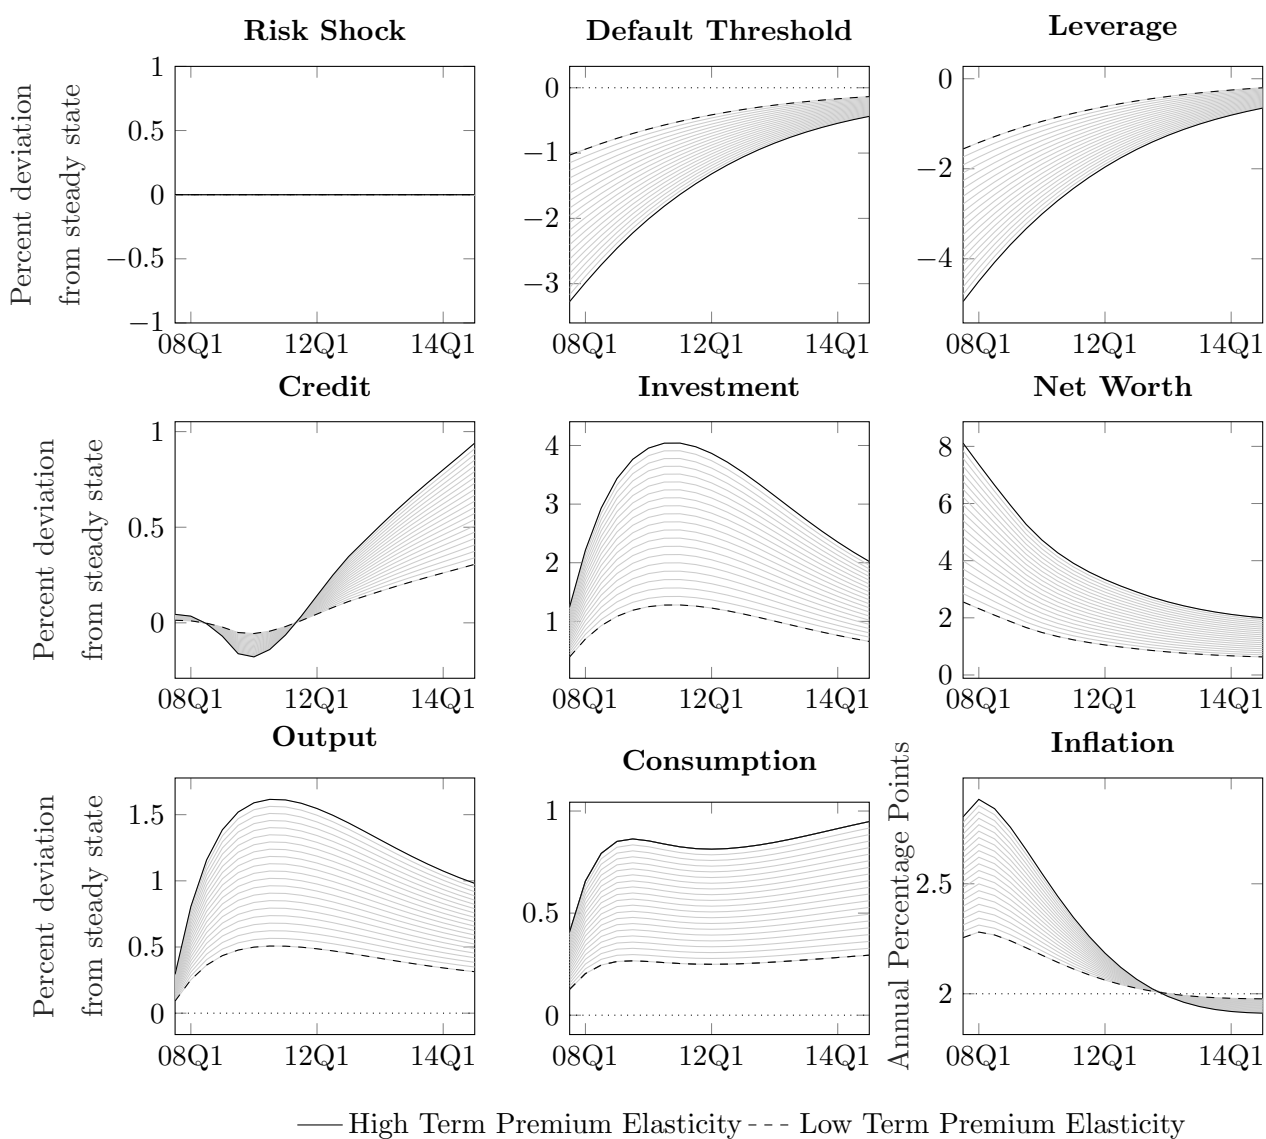 Risk Shock
Default Threshold
Leverage
Percent deviation
from steady state
1
0.5
0
−0.5
−1
08Q1
12Q1
14Q1
0
−1
−2
−3
08Q1
12Q1
14Q1
0
−2
−4
08Q1
12Q1
14Q1
Credit
Investment
Net Worth
Percent deviation
from steady state
1
0.5
0
08Q1
12Q1
14Q1
4
3
2
1
08Q1
12Q1
14Q1
8
6
4
2
0
08Q1
12Q1
14Q1
Output
Consumption
Inflation
Percent deviation
from steady state
1.5
1
0.5
0
08Q1
12Q1
14Q1
1
0.5
0
08Q1
12Q1
14Q1
Annual Percentage Points
2.5
2
08Q1
12Q1
14Q1
High Term Premium Elasticity
Low Term Premium Elasticity